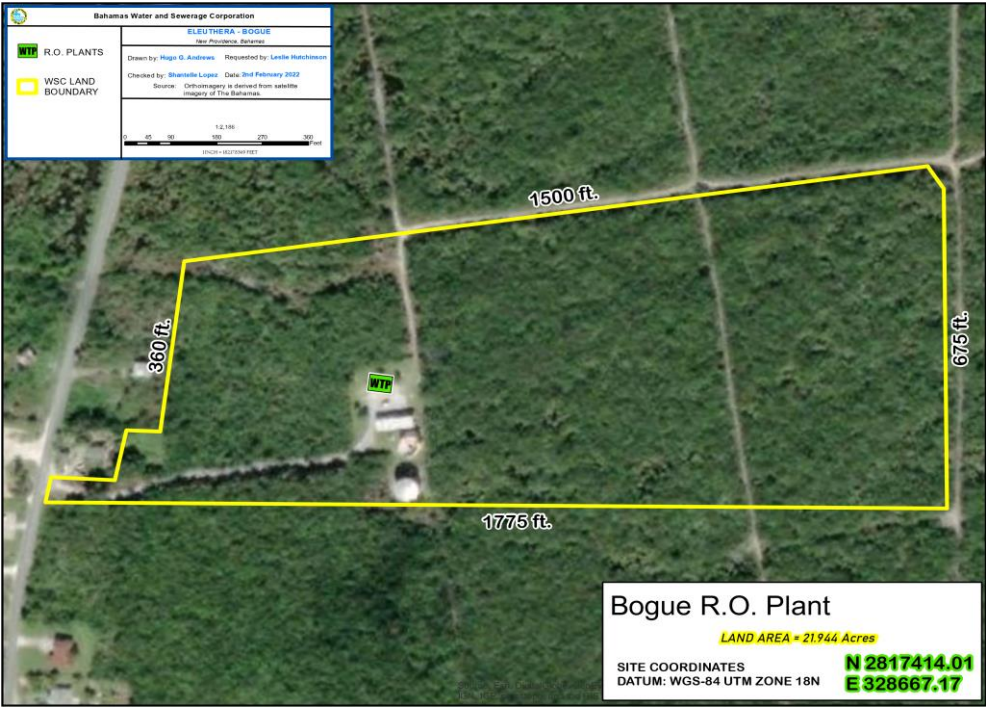 Bahamas Water and Sewerage Corporation
WTP R.O. PLANTS
WSC LAND
BOUNDARY
ELEUTHERA - BOGUE
New Providence, Bahamas
Drawn by: Hugo G. Andrews Requested by: Leslie Hutchinson
Checked by: Shantelle Lopez Date: 2nd February 2022
Source: Orthoimagery is derived from satellite
imagery of The Bahamas.
1:2,186
0 45 90 180 270 360
Feet
1500 ft.
360 ft.
675 ft.
WTP
1775 ft.
Bogue R.O. Plant
LAND AREA = 21.944 Acres
SITE COORDINATES
DATUM: WGS-84 UTM ZONE 18N
N 2817414.01
E 328667.17